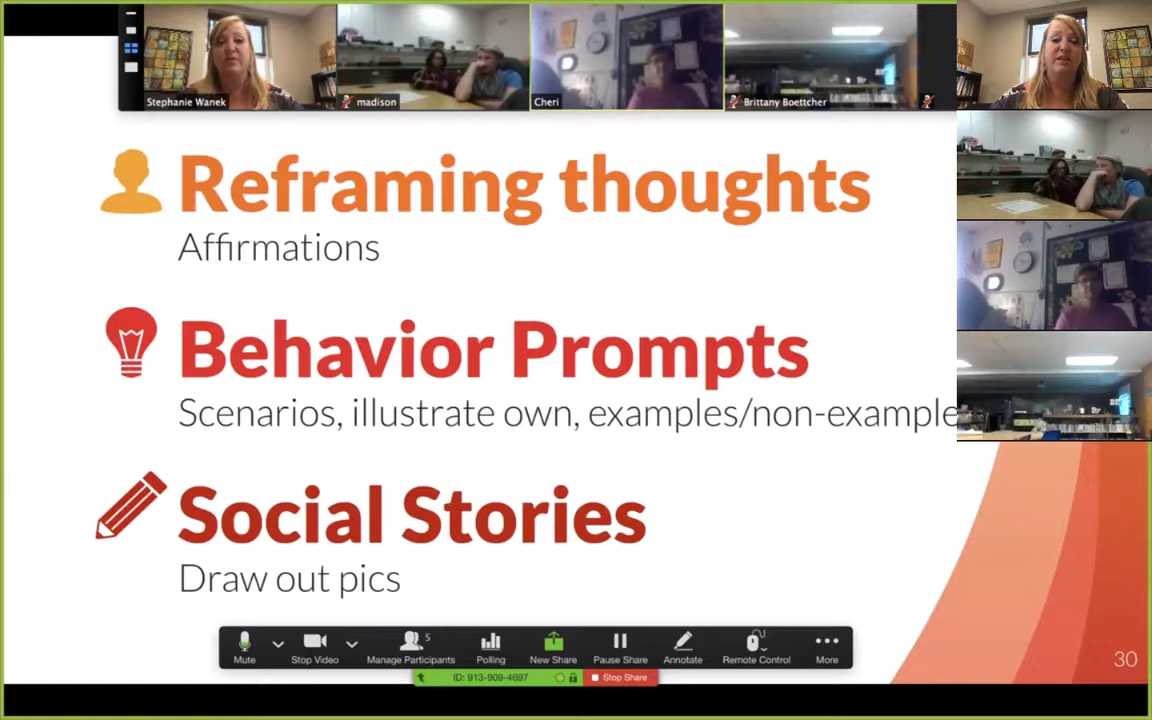 Stephanie Wanek
madison
Cheri
Brittany Boettcher
Reframing thoughts
Affirmations
Behavior Prompts
Scenarios, illustrate own, examples/non-example
Social Stories
Draw out pics
5
Mute
Stop Video
Manage Participants
Polling
New Share
Pause Share
Annotate
Remote Control
More
ID: 913-909-4697
Stop Share
30